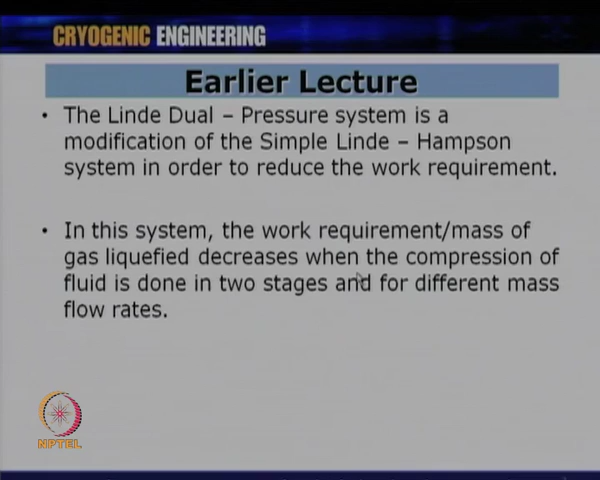 CRYOGENIC ENGINEERING
Earlier Lecture
• The Linde Dual – Pressure system is a
modification of the Simple Linde – Hampson
system in order to reduce the work requirement.
• In this system, the work requirement/mass of
gas liquefied decreases when the compression of
fluid is done in two stages and for different mass
flow rates.
NPTEL